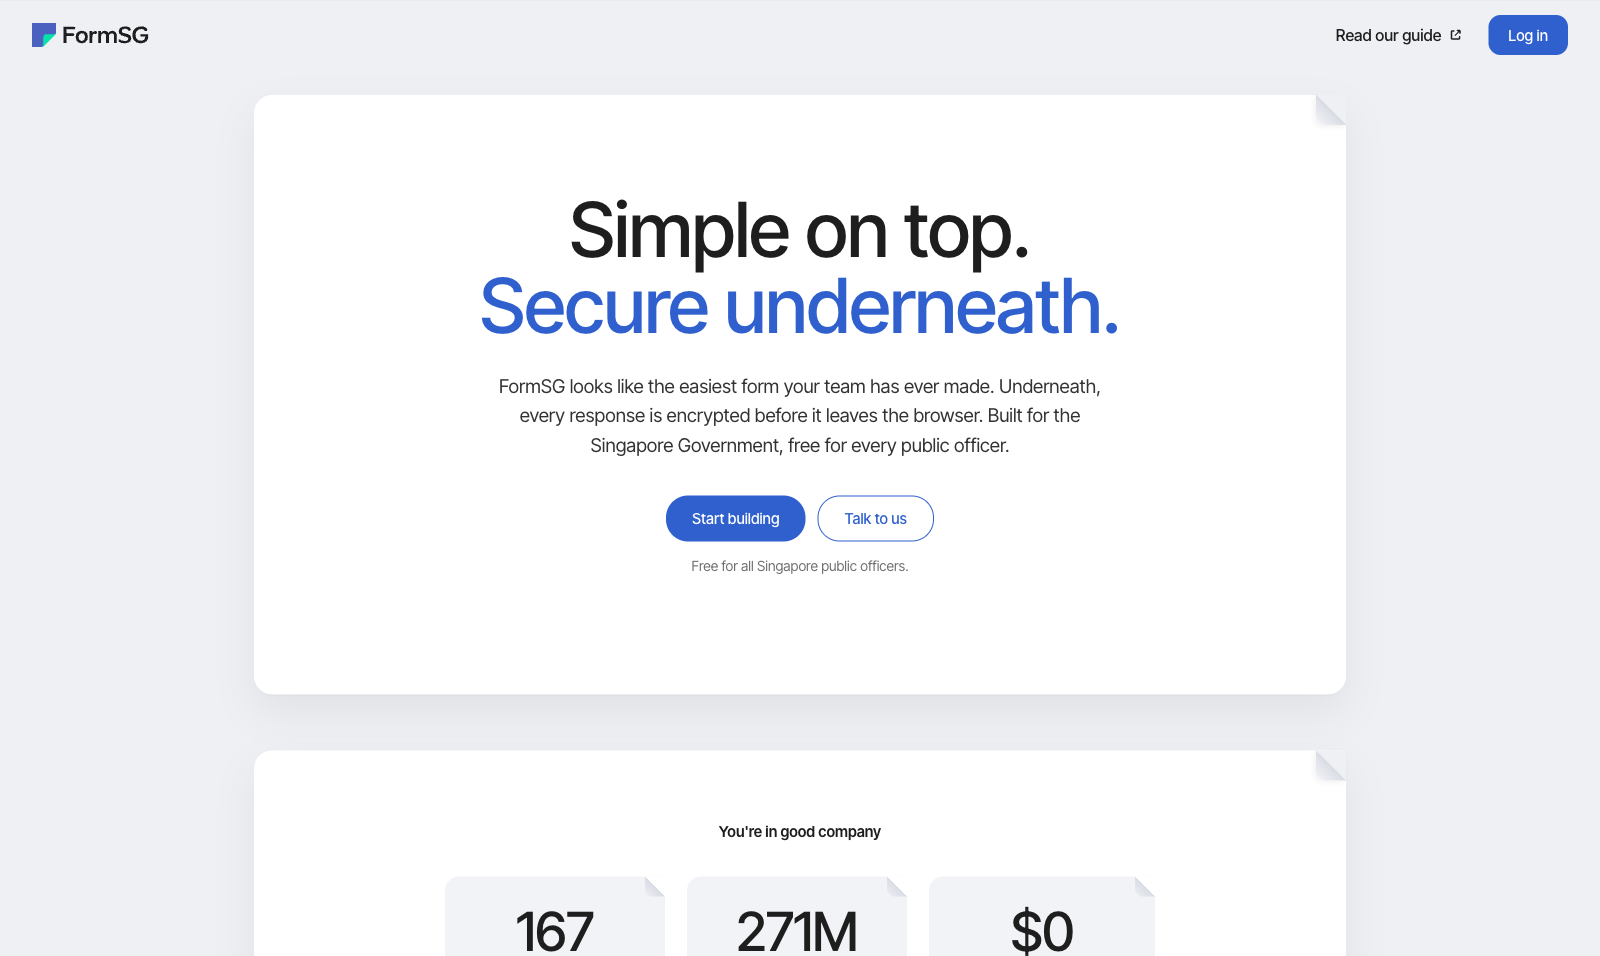 FormSG
Read our guide
Log in
Simple on top.
Secure underneath.
FormSG looks like the easiest form your team has ever made. Underneath,
every response is encrypted before it leaves the browser. Built for the
Singapore Government, free for every public officer.
Start building
Talk to us
Free for all Singapore public officers.
You're in good company
167
271M
$0